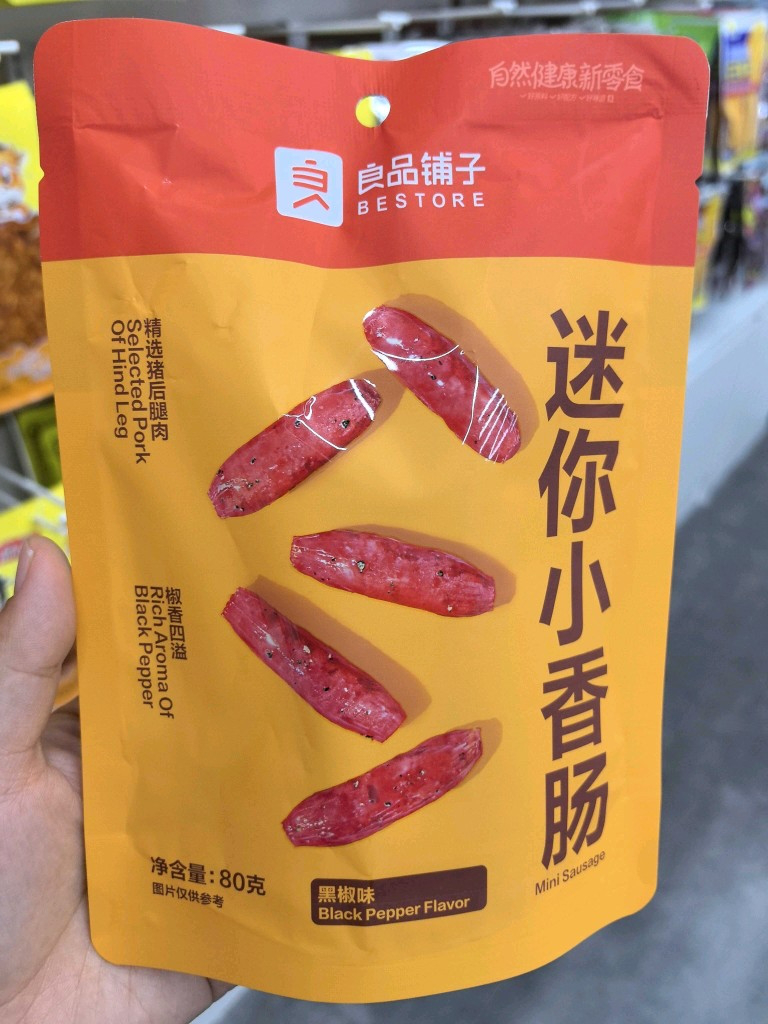 自然健康新零食
良品铺子
BESTORE
精选猪后腿肉
Selected Pork
Of Hind Leg
迷你小香肠
Mini Sausage
椒香四溢
Rich Aroma Of
Black Pepper
净含量:80克
图片仅供参考
黑椒味
Black Pepper Flavor